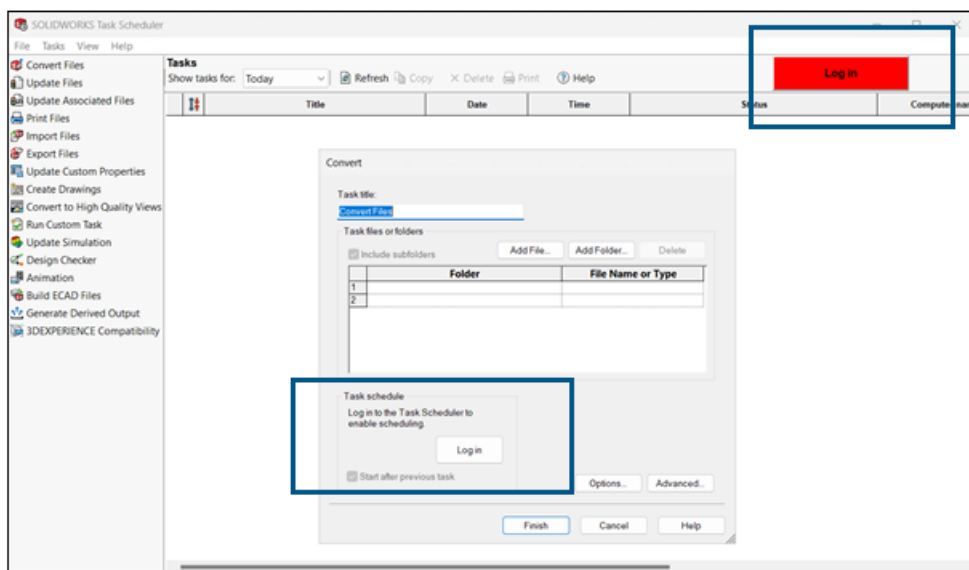 SOLIDWORKS Task Scheduler
File Tasks View Help
Convert Files
Update Files
Update Associated Files
Print Files
Import Files
Export Files
Update Custom Properties
Create Drawings
Convert to High Quality Views
Run Custom Task
Update Simulation
Design Checker
Animation
Build ECAD Files
Generate Derived Output
3DEXPERIENCE Compatibility
Tasks
Show tasks for: Today Refresh Copy Delete Print Help
Log in
Title Date Time Status
Convert
Task title:
Convert Files
Task files or folders
Include subfolders Add File... Add Folder... Delete
Folder File Name or Type
1
2
Task schedule
Log in to the Task Scheduler to
enable scheduling.
Log in
Start after previous task
Options... Advanced...
Finish Cancel Help